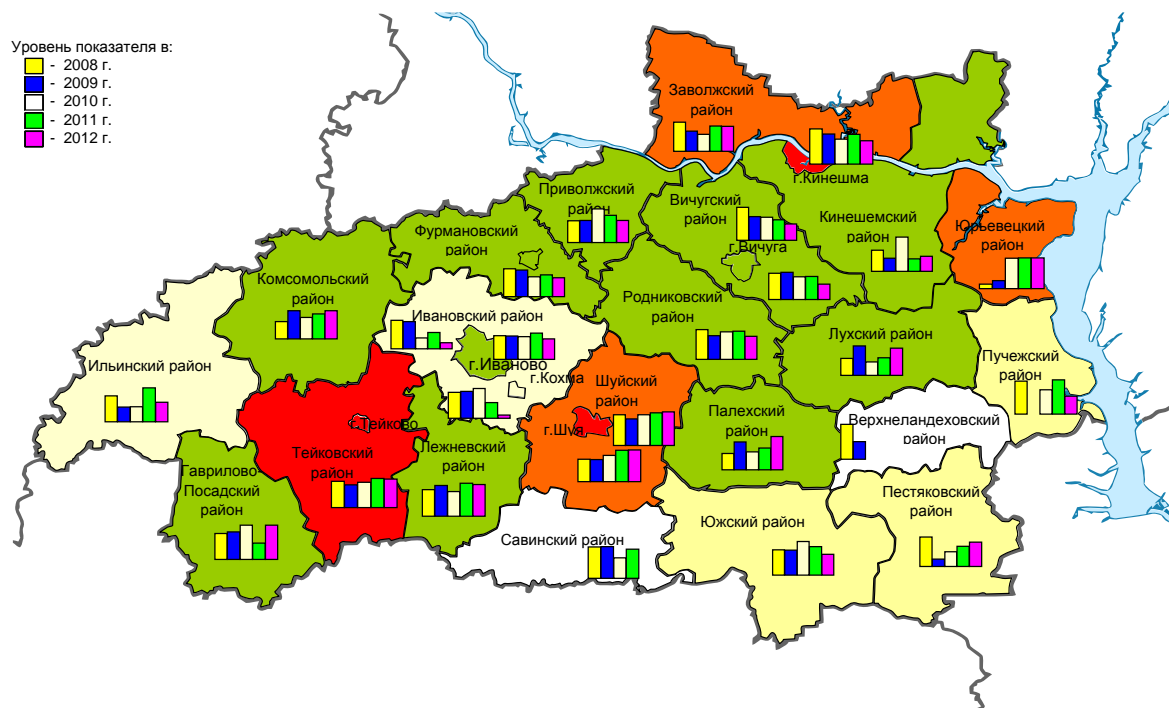 Уровень показателя в:
- 2008 г.
- 2009 г.
- 2010 г.
- 2011 г.
- 2012 г.
Заволжский
район
г.Кинешма
Приволжский
район
Вичугский
район
Кинешемский
район
Юрьевецкий
район
Фурмановский
район
г.Вичуга
Комсомольский
район
Родниковский
район
Ивановский район
Лухский район
Пучежский
район
Ильинский район
г.Иваново
г.Кохма
Шуйский
район
Палехский
район
Верхнеландеховский
район
г.Тейково
г.Шуя
Тейковский
район
Лежневский
район
Гаврилово-
Посадский
район
Пестяковский
район
Южский район
Савинский район